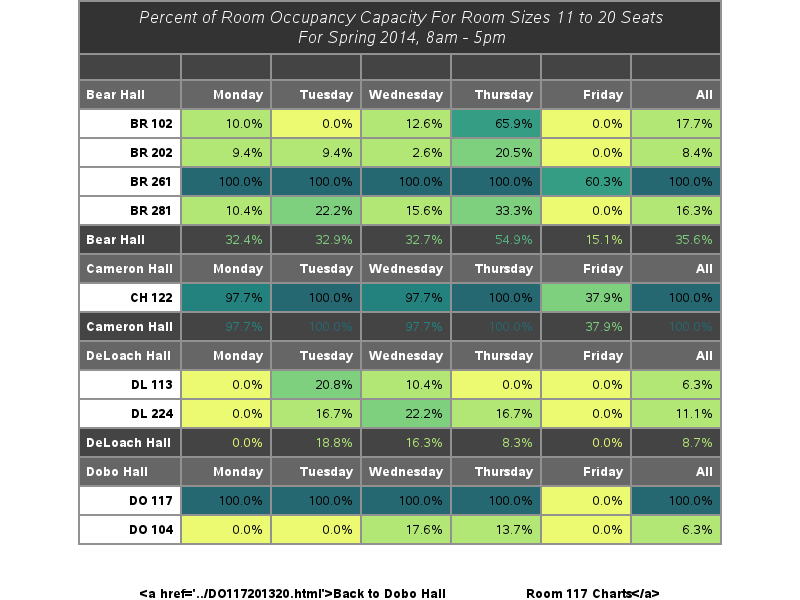 Percent of Room Occupancy Capacity For Room Sizes 11 to 20 Seats
For Spring 2014, 8am - 5pm
Bear Hall Monday Tuesday Wednesday Thursday Friday All
BR 102 10.0% 0.0% 12.6% 65.9% 0.0% 17.7%
BR 202 9.4% 9.4% 2.6% 20.5% 0.0% 8.4%
BR 261 100.0% 100.0% 100.0% 100.0% 60.3% 100.0%
BR 281 10.4% 22.2% 15.6% 33.3% 0.0% 16.3%
Bear Hall 32.4% 32.9% 32.7% 54.9% 15.1% 35.6%
Cameron Hall Monday Tuesday Wednesday Thursday Friday All
CH 122 97.7% 100.0% 97.7% 100.0% 37.9% 100.0%
Cameron Hall 97.7% 100.0% 97.7% 100.0% 37.9% 100.0%
DeLoach Hall Monday Tuesday Wednesday Thursday Friday All
DL 113 0.0% 20.8% 10.4% 0.0% 0.0% 6.3%
DL 224 0.0% 16.7% 22.2% 16.7% 0.0% 11.1%
DeLoach Hall 0.0% 18.8% 16.3% 8.3% 0.0% 8.7%
Dobo Hall Monday Tuesday Wednesday Thursday Friday All
DO 117 100.0% 100.0% 100.0% 100.0% 0.0% 100.0%
DO 104 0.0% 0.0% 17.6% 13.7% 0.0% 6.3%
<a href='../DO117201320.html'>Back to Dobo Hall Room 117 Charts</a>